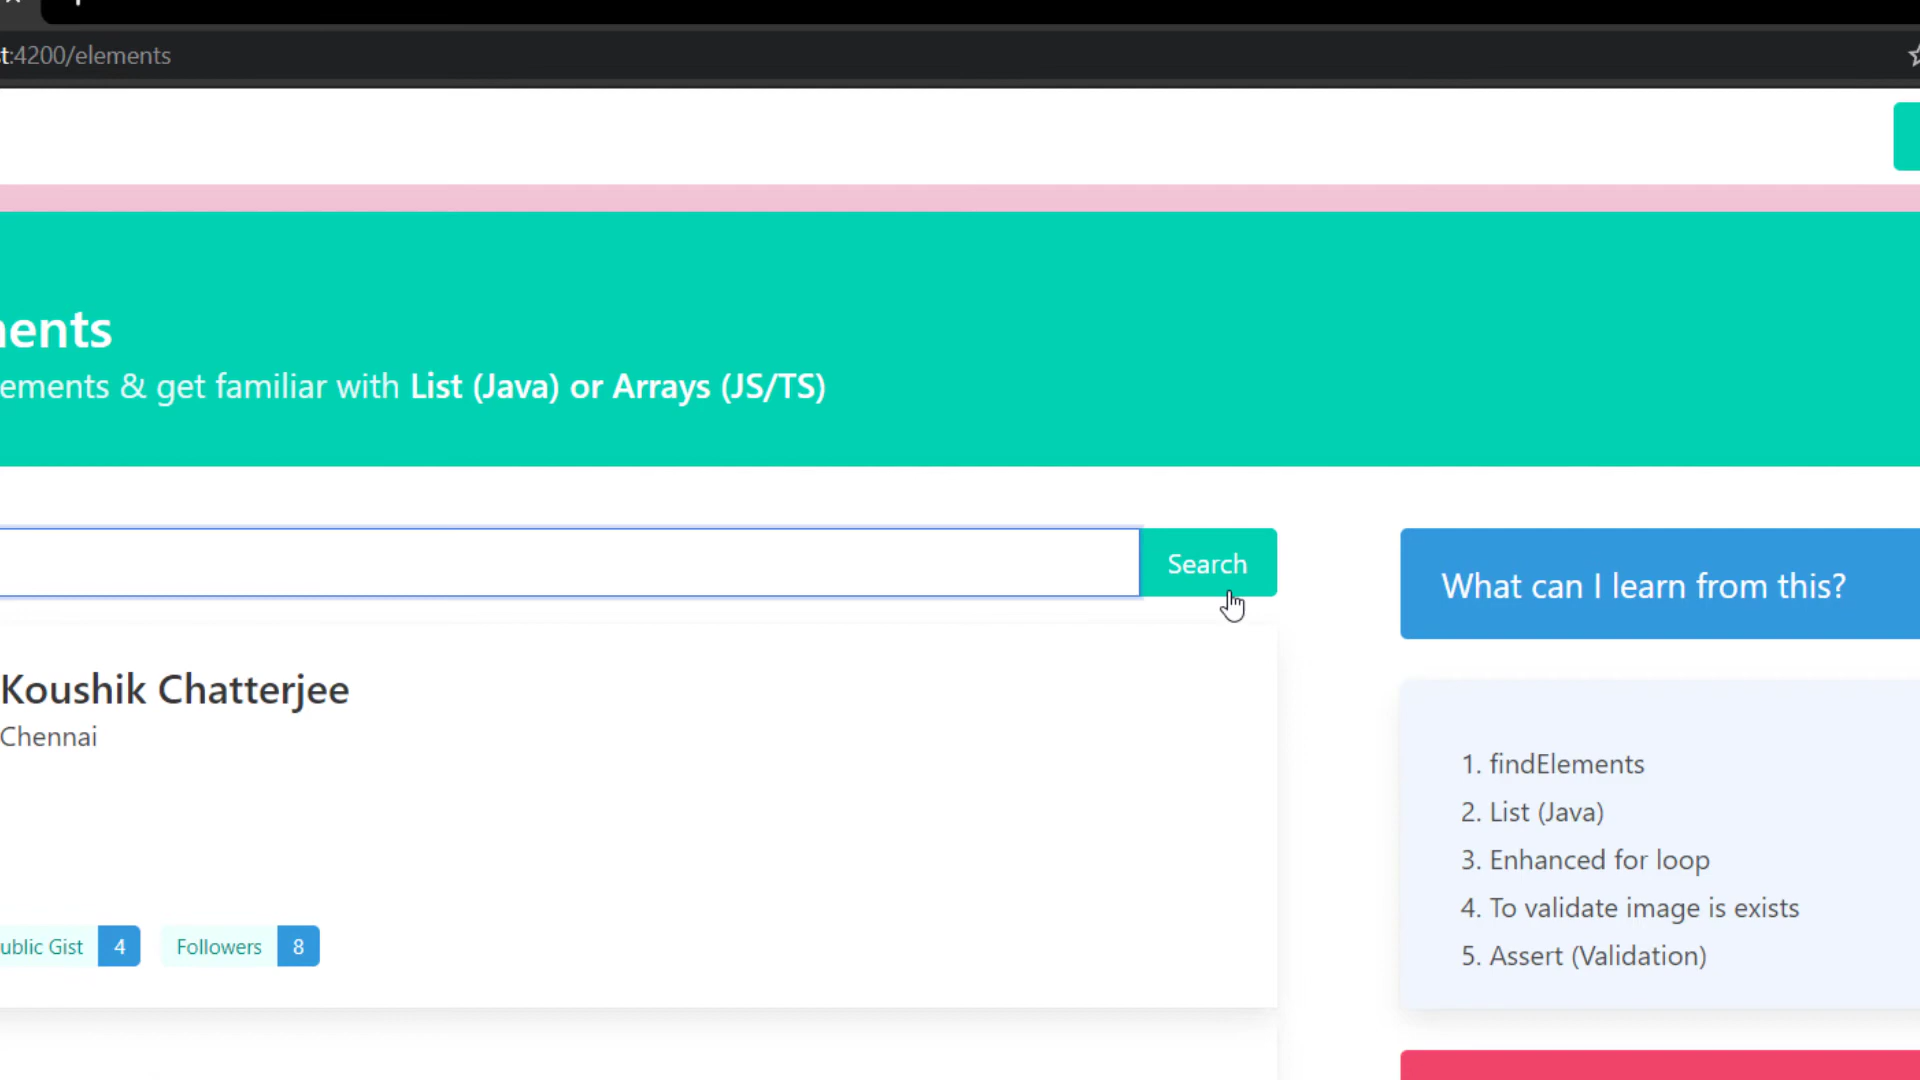 t:4200/elements
ments
ements & get familiar with List (Java) or Arrays (JS/TS)
Search
What can I learn from this?
Koushik Chatterjee
Chennai
1. findElements
2. List (Java)
3. Enhanced for loop
4. To validate image is exists
5. Assert (Validation)
ublic Gist 4 Followers 8